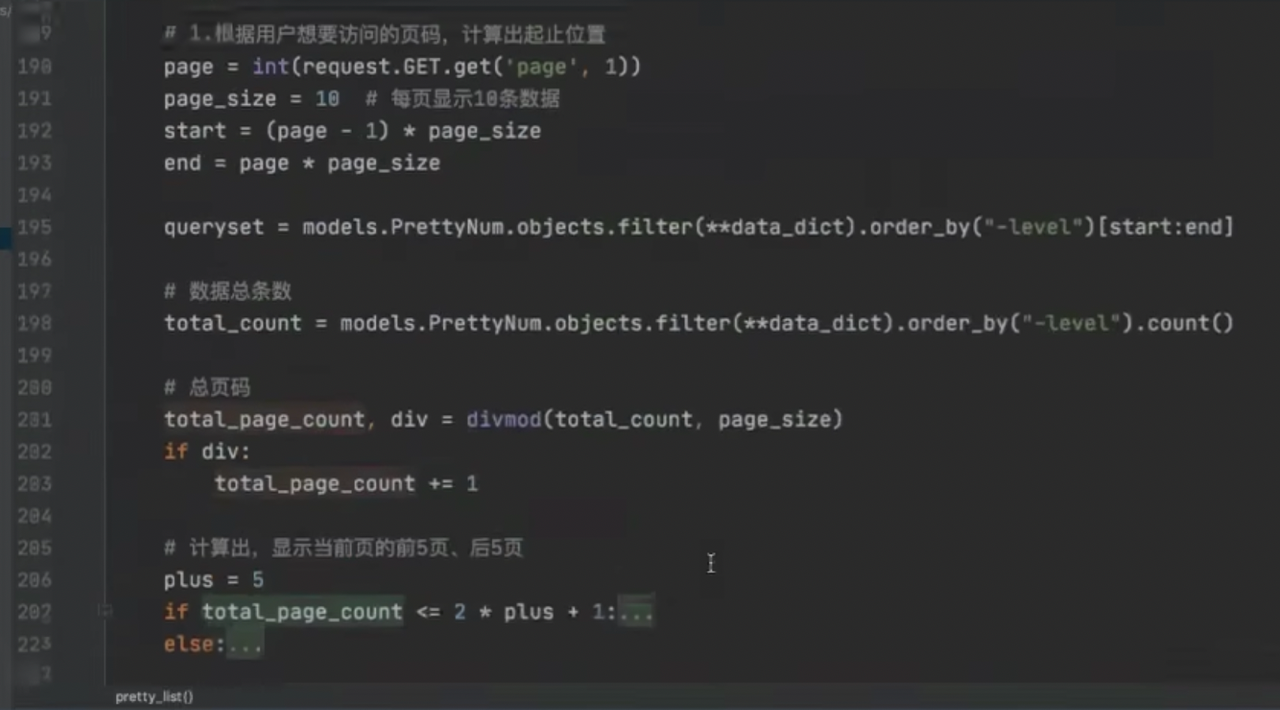 s/
9 # 1.根据用户想要访问的页码，计算出起止位置
190 page = int(request.GET.get('page', 1))
191 page_size = 10 # 每页显示10条数据
192 start = (page - 1) * page_size
193 end = page * page_size
194
195 queryset = models.PrettyNum.objects.filter(**data_dict).order_by("-level")[start:end]
196
197 # 数据总条数
198 total_count = models.PrettyNum.objects.filter(**data_dict).order_by("-level").count()
199
200 # 总页码
201 total_page_count, div = divmod(total_count, page_size)
202 if div:
203 total_page_count += 1
204
205 # 计算出，显示当前页的前5页、后5页
206 plus = 5
207 if total_page_count <= 2 * plus + 1:...
223 else:...
pretty_list()